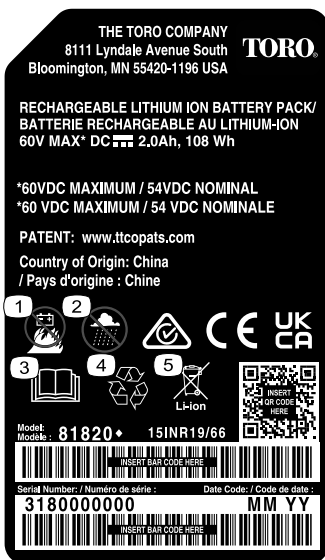 THE TORO COMPANY
8111 Lyndale Avenue South
Bloomington, MN 55420-1196 USA
TORO®
RECHARGEABLE LITHIUM ION BATTERY PACK/
BATTERIE RECHARGEABLE AU LITHIUM-ION
60V MAX* DC 2.0Ah, 108 Wh
*60VDC MAXIMUM / 54VDC NOMINAL
*60 VDC MAXIMUM / 54 VDC NOMINALE
PATENT: www.ttcopats.com
Country of Origin: China
/ Pays d'origine : Chine
1
2
CE
UK
CA
3
4
5
Li-ion
INSERT
QR CODE
HERE
Model:
Modèle : 81820 15INR19/66
INSERT BAR CODE HERE
Serial Number: / Numéro de série : Date Code: / Code de date :
3180000000 MM YY
INSERT BAR CODE HERE